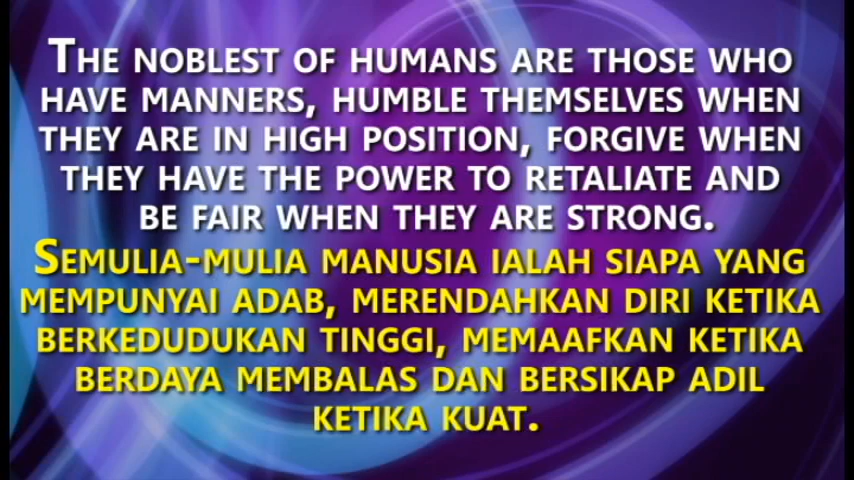 THE NOBLEST OF HUMANS ARE THOSE WHO
HAVE MANNERS, HUMBLE THEMSELVES WHEN
THEY ARE IN HIGH POSITION, FORGIVE WHEN
THEY HAVE THE POWER TO RETALIATE AND
BE FAIR WHEN THEY ARE STRONG.
SEMULIA-MULIA MANUSIA IALAH SIAPA YANG
MEMPUNYAI ADAB, MERENDAHKAN DIRI KETIKA
BERKEDUDUKAN TINGGI, MEMAAFKAN KETIKA
BERDAYA MEMBALAS DAN BERSIKAP ADIL
KETIKA KUAT.